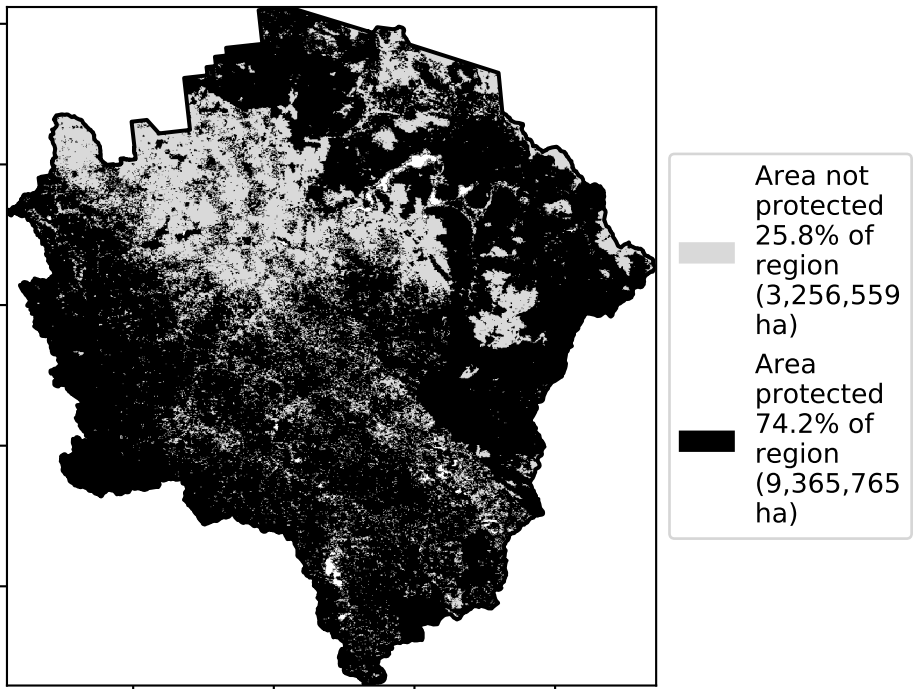 Area not
protected
25.8% of
region
(3,256,559
ha)
Area
protected
74.2% of
region
(9,365,765
ha)